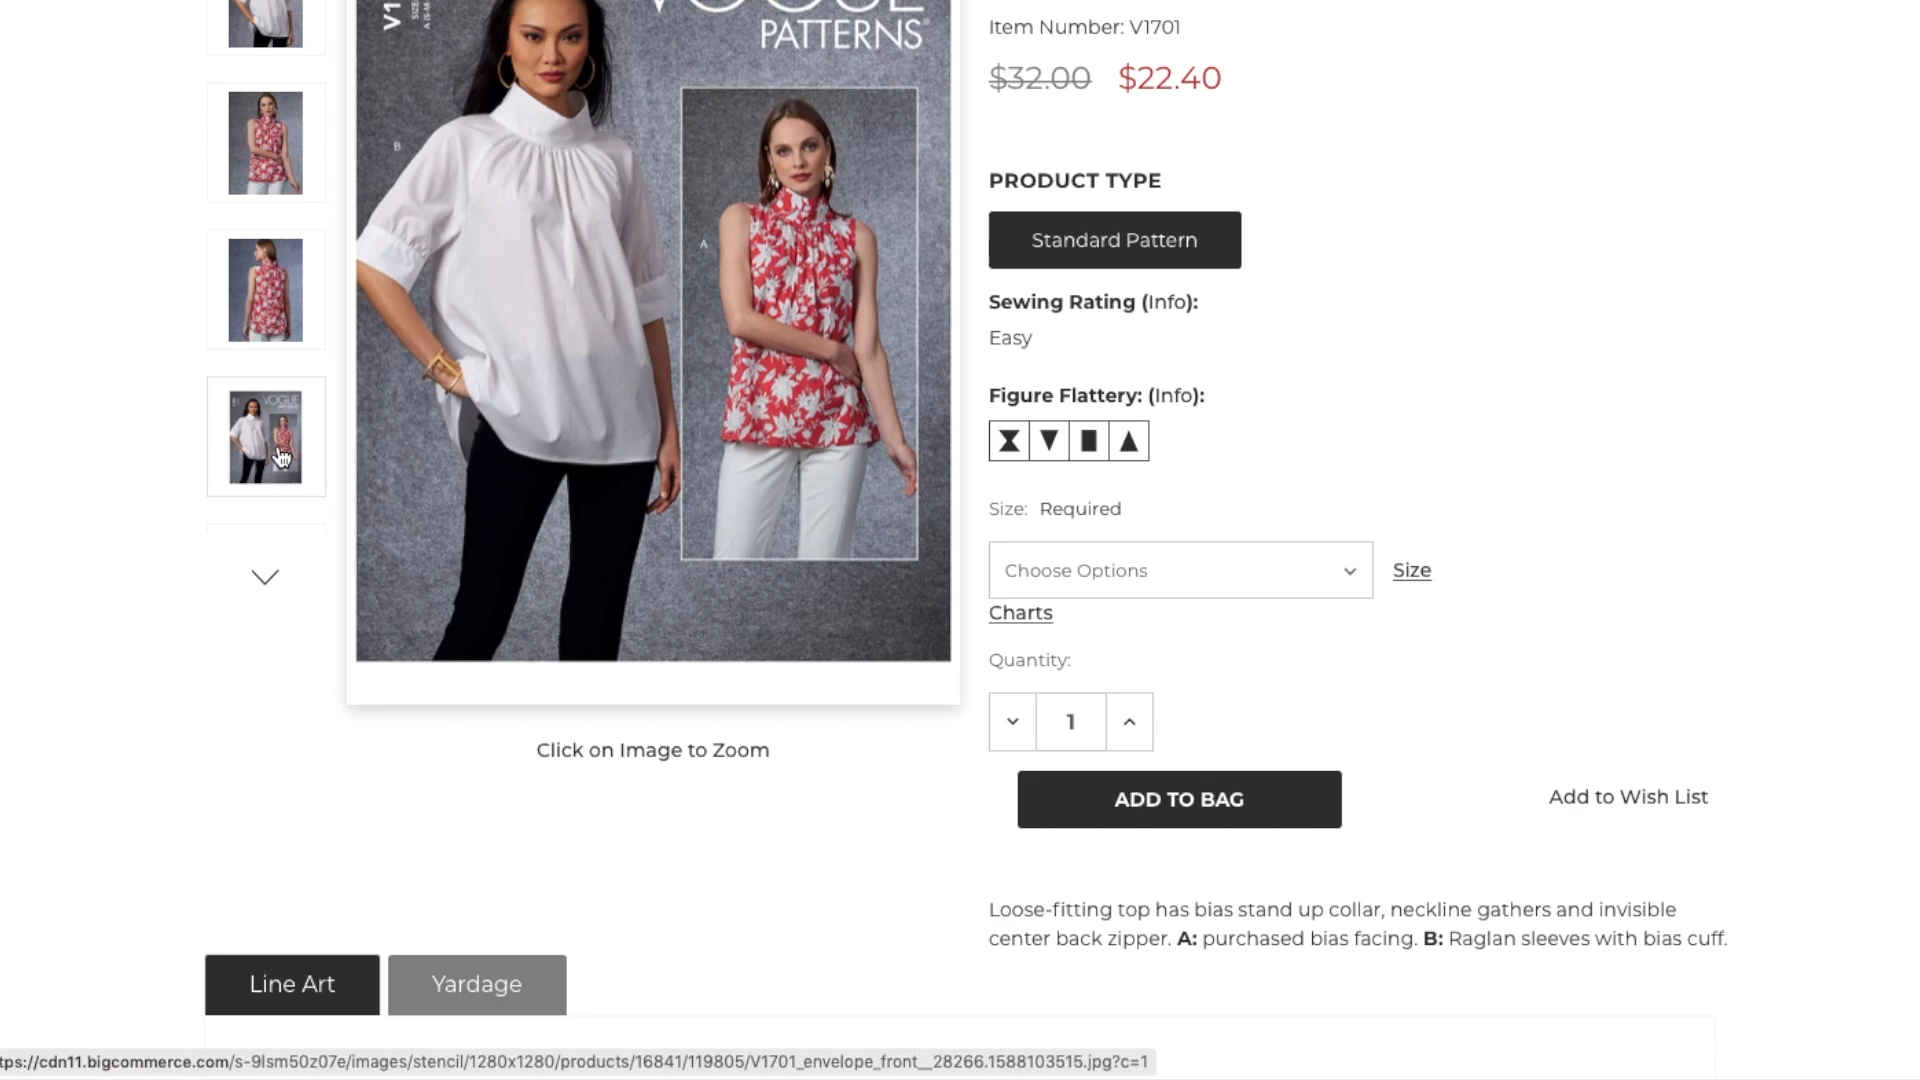 Item Number: V1701
PATTERNS
$32.00 $22.40
B
A
PRODUCT TYPE
Standard Pattern
Sewing Rating (Info):
Easy
Figure Flattery: (Info):
Size: Required
Choose Options
Size
Charts
Quantity:
1
Click on Image to Zoom
ADD TO BAG
Add to Wish List
Loose-fitting top has bias stand up collar, neckline gathers and invisible
center back zipper. A: purchased bias facing. B: Raglan sleeves with bias cuff.
Line Art
Yardage
tps://cdn11.bigcommerce.com/s-9lsm50z07e/images/stencil/1280x1280/products/16841/119805/V1701_envelope_front__28266.1588103515.jpg?c=1